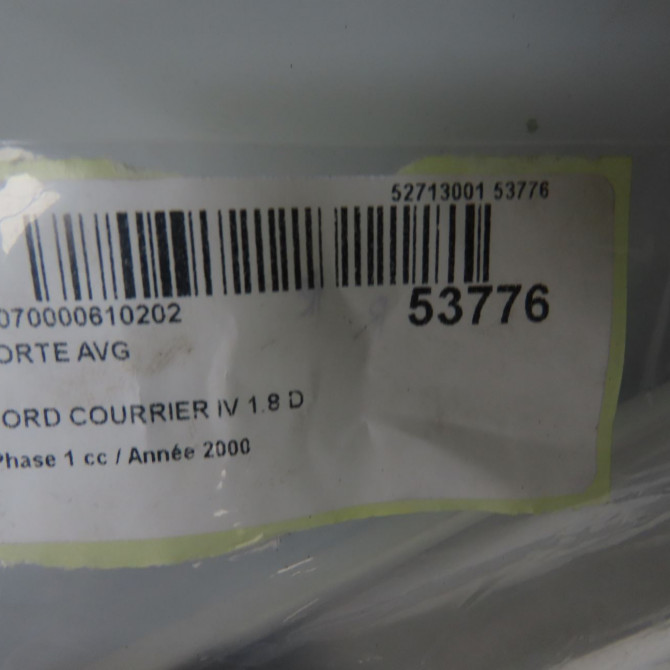 52713001 53776
070000610202
53776
ORTE AVG
ORD COURRIER IV 1.8 D
Phase 1 cc / Année 2000